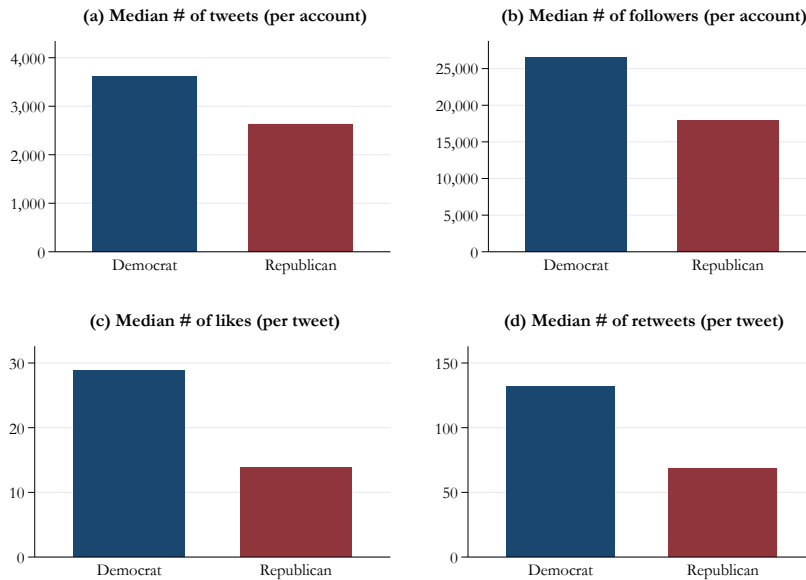 (a) Median # of tweets (per account)
4,000
3,000
2,000
1,000
0
Democrat
Republican
(b) Median # of followers (per account)
25,000
20,000
15,000
10,000
5,000
0
Democrat
Republican
(c) Median # of likes (per tweet)
30
20
10
0
Democrat
Republican
(d) Median # of retweets (per tweet)
150
100
50
0
Democrat
Republican